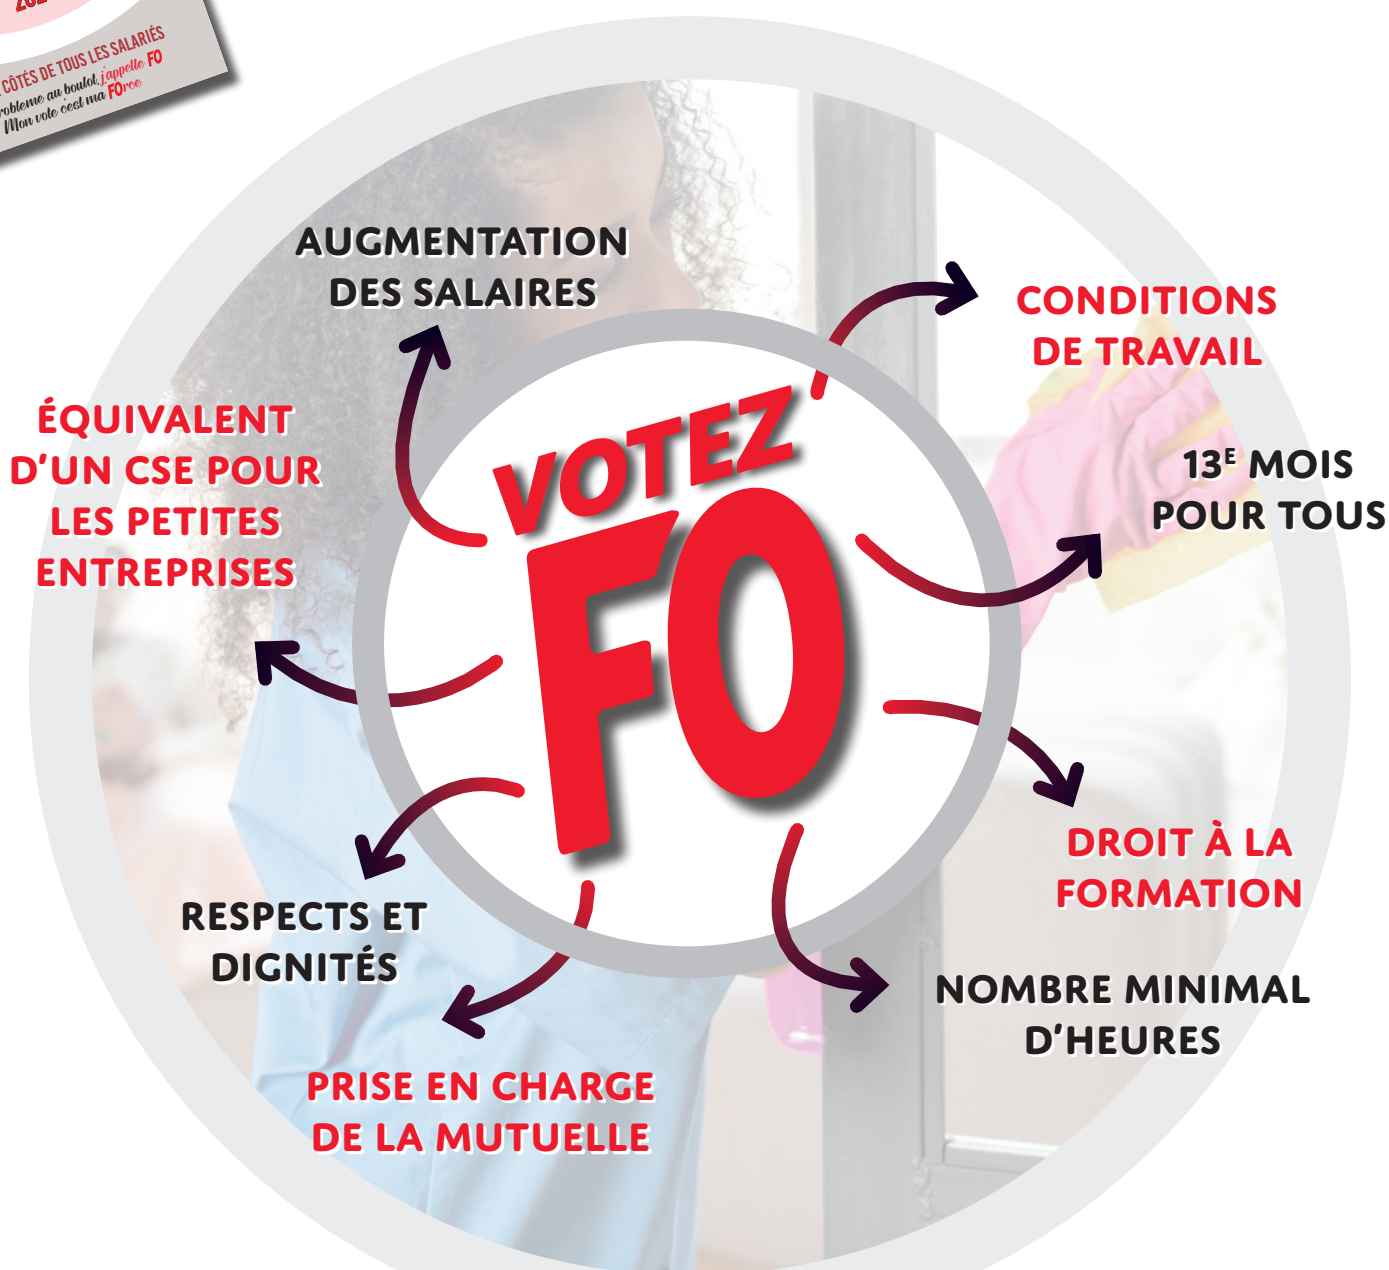 202
CÔTÉS DE TOUS LES SALARIÉS
au boulot, j'appelle FO
Mon vote c'est ma FOrce
AUGMENTATION
DES SALAIRES
CONDITIONS
DE TRAVAIL
ÉQUIVALENT
D'UN CSE POUR
LES PETITES
ENTREPRISES
13E MOIS
POUR TOUS
VOTEZ
FO
DROIT À LA
FORMATION
RESPECTS ET
DIGNITÉS
NOMBRE MINIMAL
D'HEURES
PRISE EN CHARGE
DE LA MUTUELLE